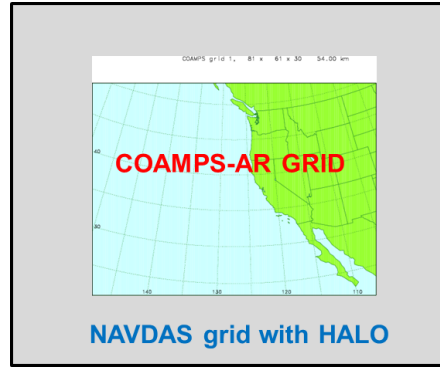 COAMPS grid 1,   81 x   61 x 30   54.00 km
COAMPS-AR GRID
40
30
140 130 120 110
NAVDAS grid with HALO